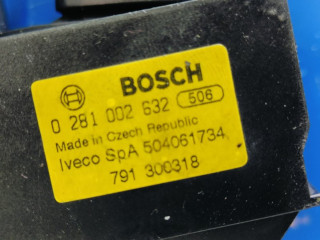 BOSCH
0 281 002 632 506
Made in Czech Republic
Iveco SpA 504061734
791 300318